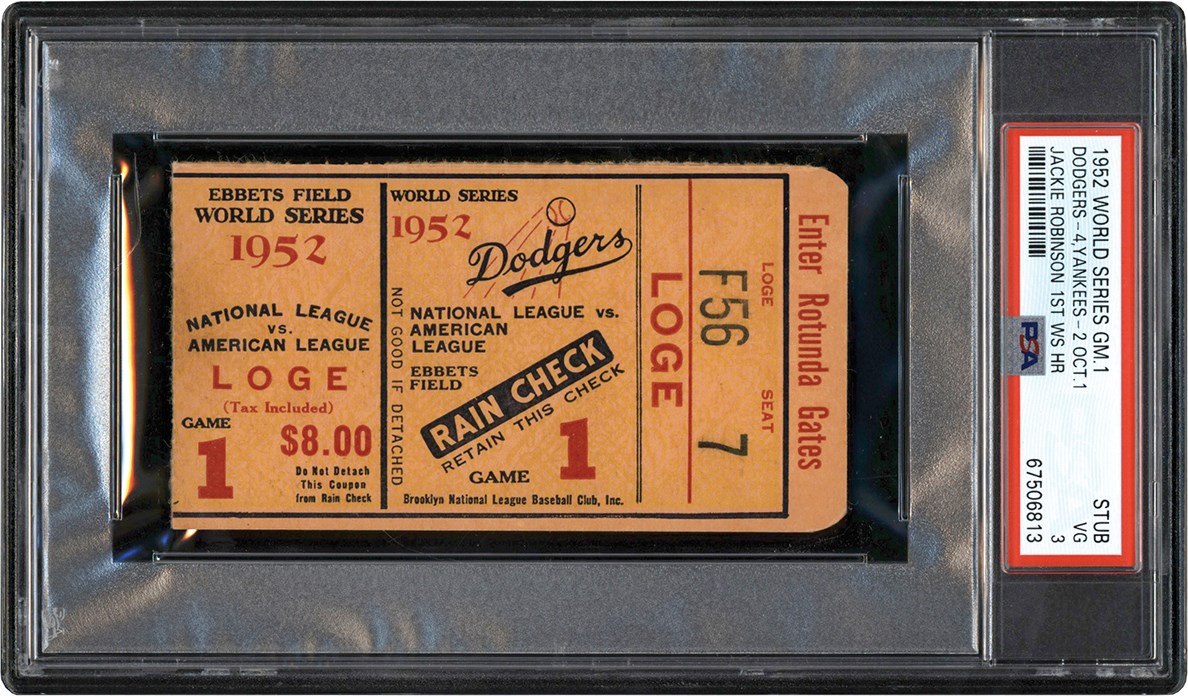 EBBETS FIELD
WORLD SERIES
1952
NATIONAL LEAGUE
VS.
AMERICAN LEAGUE
LOGE
(Tax Included)
GAME
1
$8.00
Do Not Detach
This Coupon
from Rain Check
NOT GOOD IF DETACHED
WORLD SERIES
1952
Dodgers
NATIONAL LEAGUE vs.
AMERICAN
LEAGUE
EBBETS
FIELD
RAIN CHECK
RETAIN THIS CHECK
GAME
1
Brooklyn National League Baseball Club, Inc.
LOGE
F56
7
LOGE SEAT
Enter Rotunda Gates
1952 WORLD SERIES GM.1
DODGERS - 4,YANKEES - 2 OCT.1
JACKIE ROBINSON 1ST WS HR
PSA
STUB
VG
3
67506813